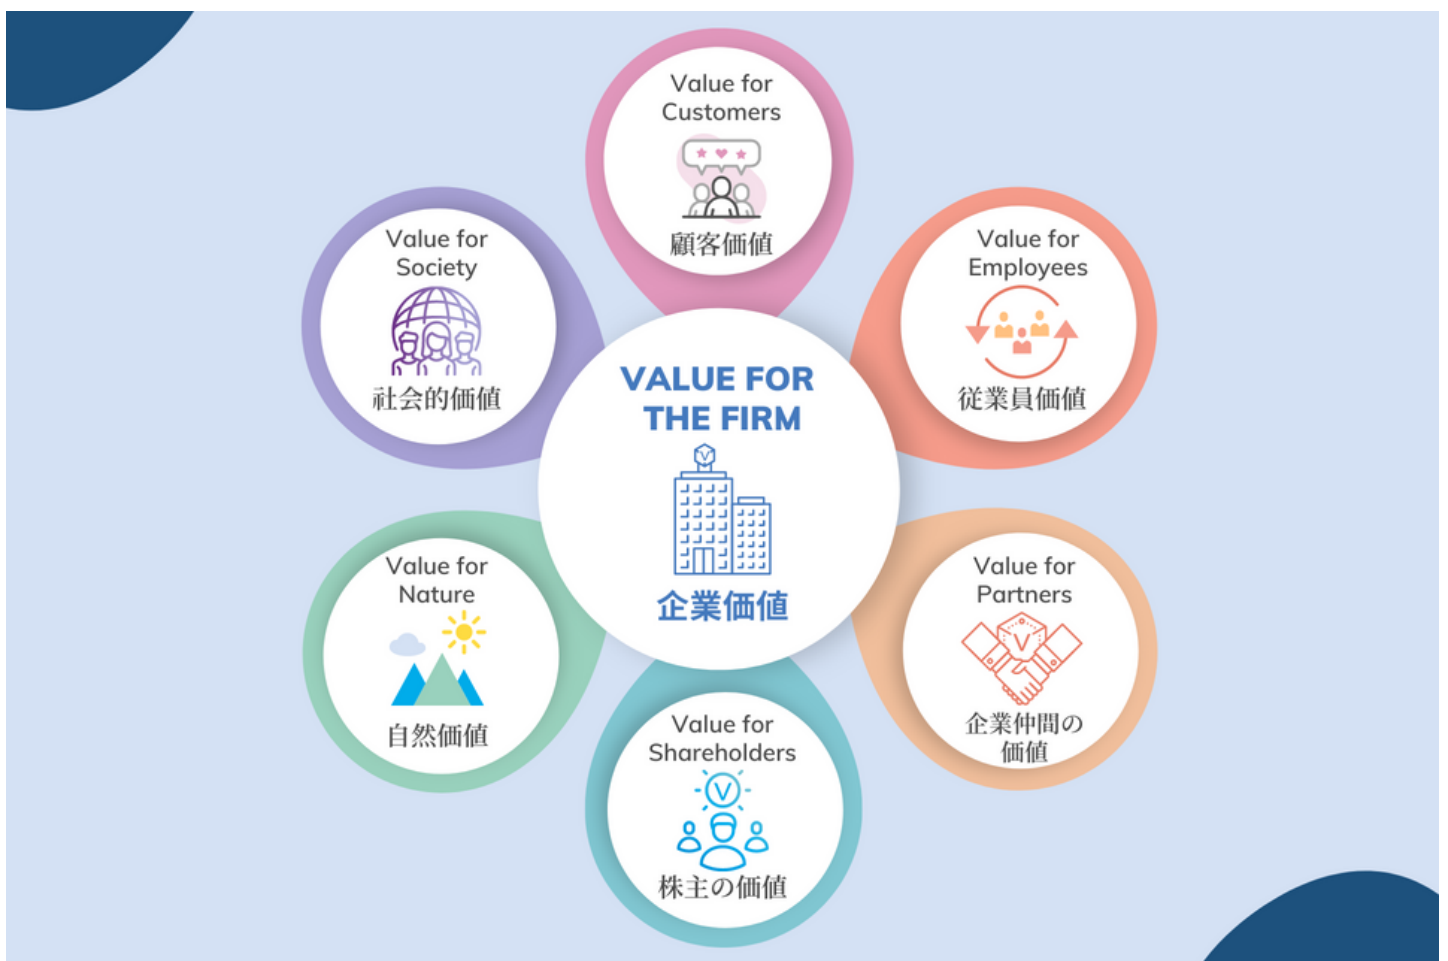 Value for
Customers
顧客価値
Value for
Society
社会的価値
Value for
Employees
従業員価値
VALUE FOR
THE FIRM
V
企業価値
Value for
Nature
自然価値
Value for
Partners
V
企業仲間の
価値
Value for
Shareholders
V
株主の価値